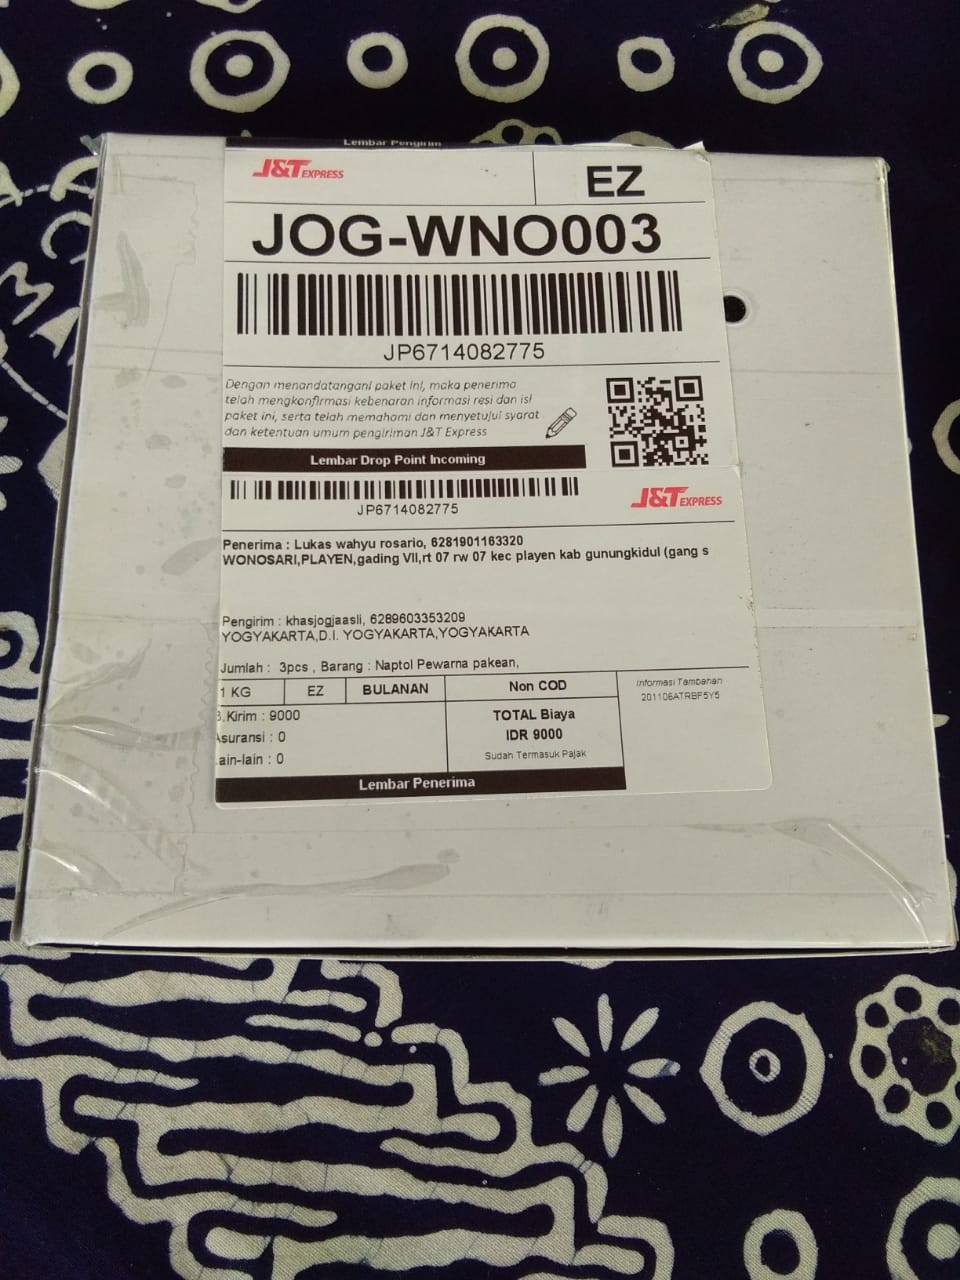 Lembar Pengirim
J&T EXPRESS
EZ
JOG-WNO003
JP6714082775
Dengan menandatangani paket ini, maka penerima
telah mengkonfirmasi kebenaran informasi resi dan isi
paket ini, serta telah memahami dan menyetujui syarat
dan ketentuan umum pengiriman J&T Express
Lembar Drop Point Incoming
JP6714082775
J&T EXPRESS
Penerima : Lukas wahyu rosario, 6281901163320
WONOSARI,PLAYEN,gading VII,rt 07 rw 07 kec playen kab gunungkidul (gang s
Pengirim : khasjogjaasli, 6289603353209
YOGYAKARTA,D.I. YOGYAKARTA,YOGYAKARTA
Jumlah : 3pcs , Barang : Naptol Pewarna pakean,
1 KG EZ BULANAN Non COD
Informasi Tambahan
201106ATRBF5Y5
B.Kirim : 9000
Asuransi : 0
ain-lain : 0
TOTAL Biaya
IDR 9000
Sudah Termasuk Pajak
Lembar Penerima